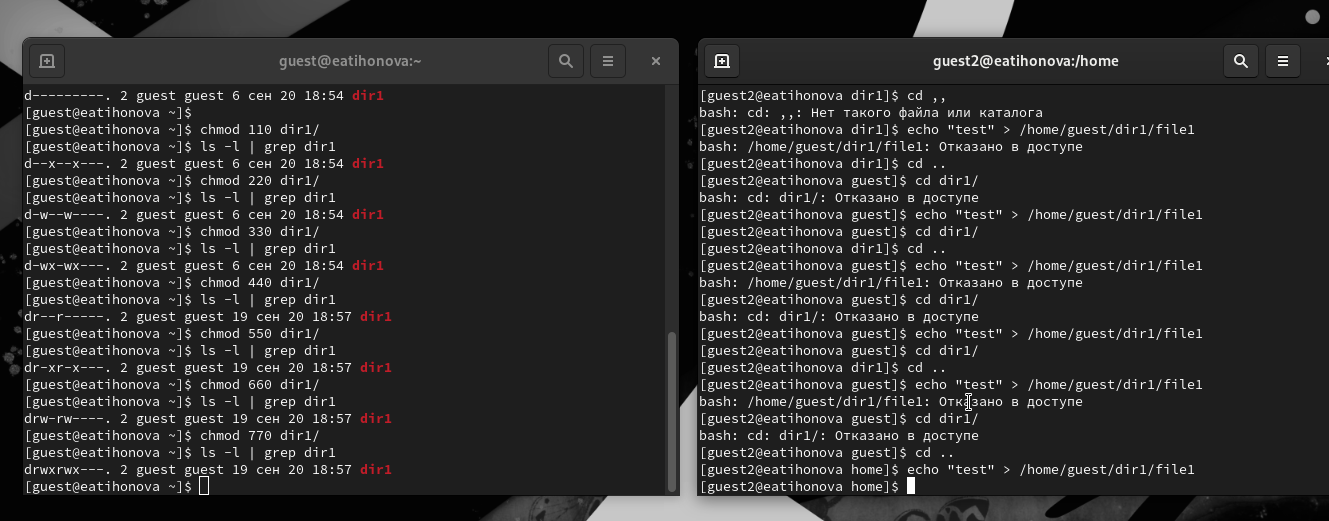 guest@eatihonova:~
d---------. 2 guest guest 6 сен 20 18:54 dir1
[guest@eatihonova ~]$
[guest@eatihonova ~]$ chmod 110 dir1/
[guest@eatihonova ~]$ ls -l | grep dir1
d--x--x---. 2 guest guest 6 сен 20 18:54 dir1
[guest@eatihonova ~]$ chmod 220 dir1/
[guest@eatihonova ~]$ ls -l | grep dir1
d-w--w----. 2 guest guest 6 сен 20 18:54 dir1
[guest@eatihonova ~]$ chmod 330 dir1/
[guest@eatihonova ~]$ ls -l | grep dir1
d-wx-wx---. 2 guest guest 6 сен 20 18:54 dir1
[guest@eatihonova ~]$ chmod 440 dir1/
[guest@eatihonova ~]$ ls -l | grep dir1
dr--r-----. 2 guest guest 19 сен 20 18:57 dir1
[guest@eatihonova ~]$ chmod 550 dir1/
[guest@eatihonova ~]$ ls -l | grep dir1
dr-xr-x---. 2 guest guest 19 сен 20 18:57 dir1
[guest@eatihonova ~]$ chmod 660 dir1/
[guest@eatihonova ~]$ ls -l | grep dir1
drw-rw----. 2 guest guest 19 сен 20 18:57 dir1
[guest@eatihonova ~]$ chmod 770 dir1/
[guest@eatihonova ~]$ ls -l | grep dir1
drwxrwx---. 2 guest guest 19 сен 20 18:57 dir1
[guest@eatihonova ~]$
guest2@eatihonova:/home
[guest2@eatihonova dir1]$ cd ,,
bash: cd: ,,: Нет такого файла или каталога
[guest2@eatihonova dir1]$ echo "test" > /home/guest/dir1/file1
bash: /home/guest/dir1/file1: Отказано в доступе
[guest2@eatihonova dir1]$ cd ..
[guest2@eatihonova guest]$ cd dir1/
bash: cd: dir1/: Отказано в доступе
[guest2@eatihonova guest]$ echo "test" > /home/guest/dir1/file1
[guest2@eatihonova guest]$ cd dir1/
[guest2@eatihonova dir1]$ cd ..
[guest2@eatihonova guest]$ echo "test" > /home/guest/dir1/file1
bash: /home/guest/dir1/file1: Отказано в доступе
[guest2@eatihonova guest]$ cd dir1/
bash: cd: dir1/: Отказано в доступе
[guest2@eatihonova guest]$ echo "test" > /home/guest/dir1/file1
[guest2@eatihonova guest]$ cd dir1/
[guest2@eatihonova dir1]$ cd ..
[guest2@eatihonova guest]$ echo "test" > /home/guest/dir1/file1
bash: /home/guest/dir1/file1: Отказано в доступе
[guest2@eatihonova guest]$ cd dir1/
bash: cd: dir1/: Отказано в доступе
[guest2@eatihonova guest]$ cd ..
[guest2@eatihonova home]$ echo "test" > /home/guest/dir1/file1
[guest2@eatihonova home]$